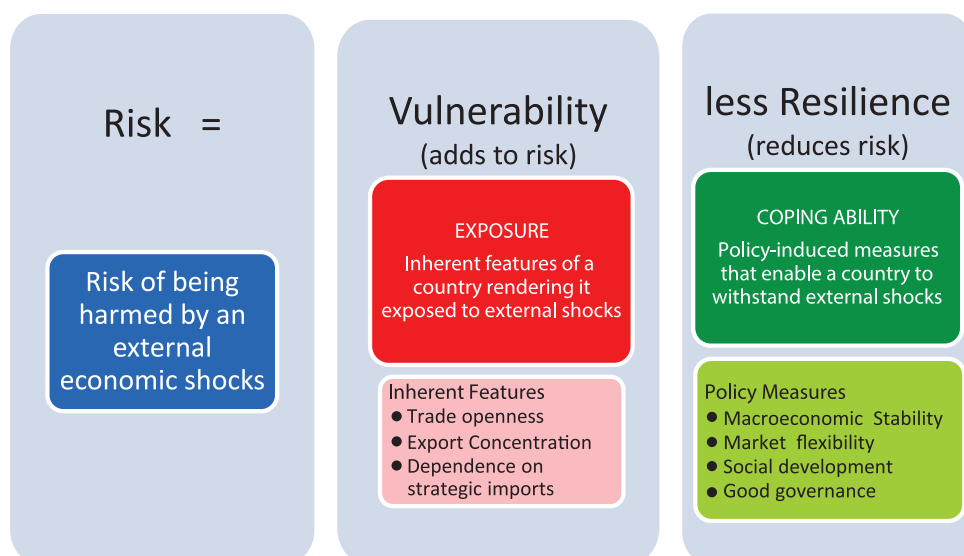 Risk =
Risk of being
harmed by an
external
economic shocks
Vulnerability
(adds to risk)
EXPOSURE
Inherent features of a
country rendering it
exposed to external shocks
Inherent Features
● Trade openness
● Export Concentration
● Dependence on
strategic imports
less Resilience
(reduces risk)
COPING ABILITY
Policy-induced measures
that enable a country to
withstand external shocks
Policy Measures
● Macroeconomic Stability
● Market flexibility
● Social development
● Good governance